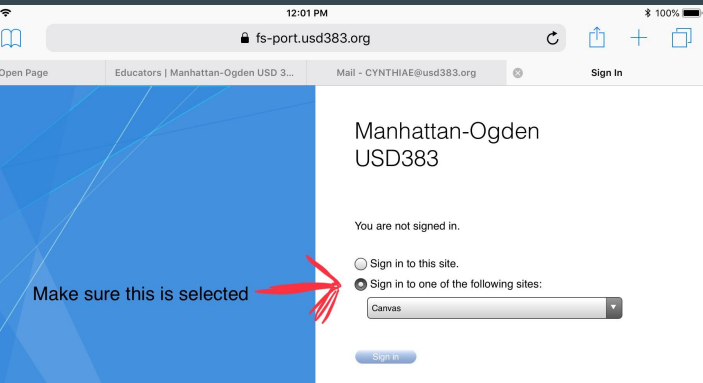 12:01 PM
100%
fs-port.usd383.org
Open Page
Educators | Manhattan-Ogden USD 3...
Mail - CYNTHIAE@usd383.org
Sign In
Manhattan-Ogden
USD383
You are not signed in.
Sign in to this site.
Sign in to one of the following sites:
Make sure this is selected
Canvas
Sign in